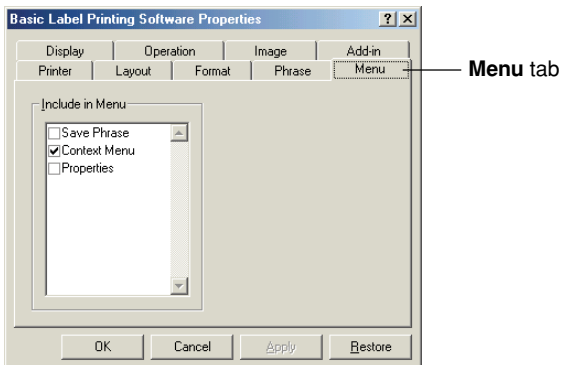 Basic Label Printing Software Properties
Display Operation Image Add-in
Printer Layout Format Phrase Menu
Menu tab
Include in Menu
Save Phrase
Context Menu
Properties
OK Cancel Apply Restore